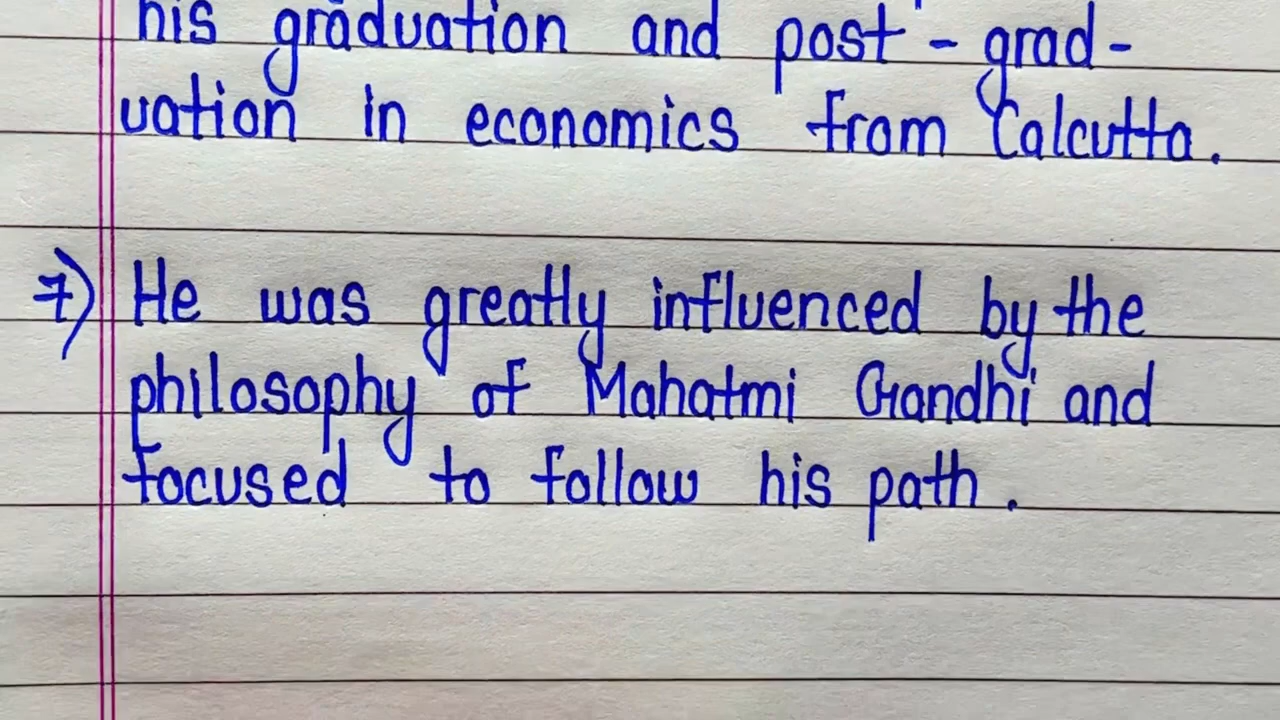 his graduation and post - grad -
uation in economics from Calcutta.
7) He was greatly influenced by the
philosophy of Mahatmi Gandhi and
focused to follow his path.